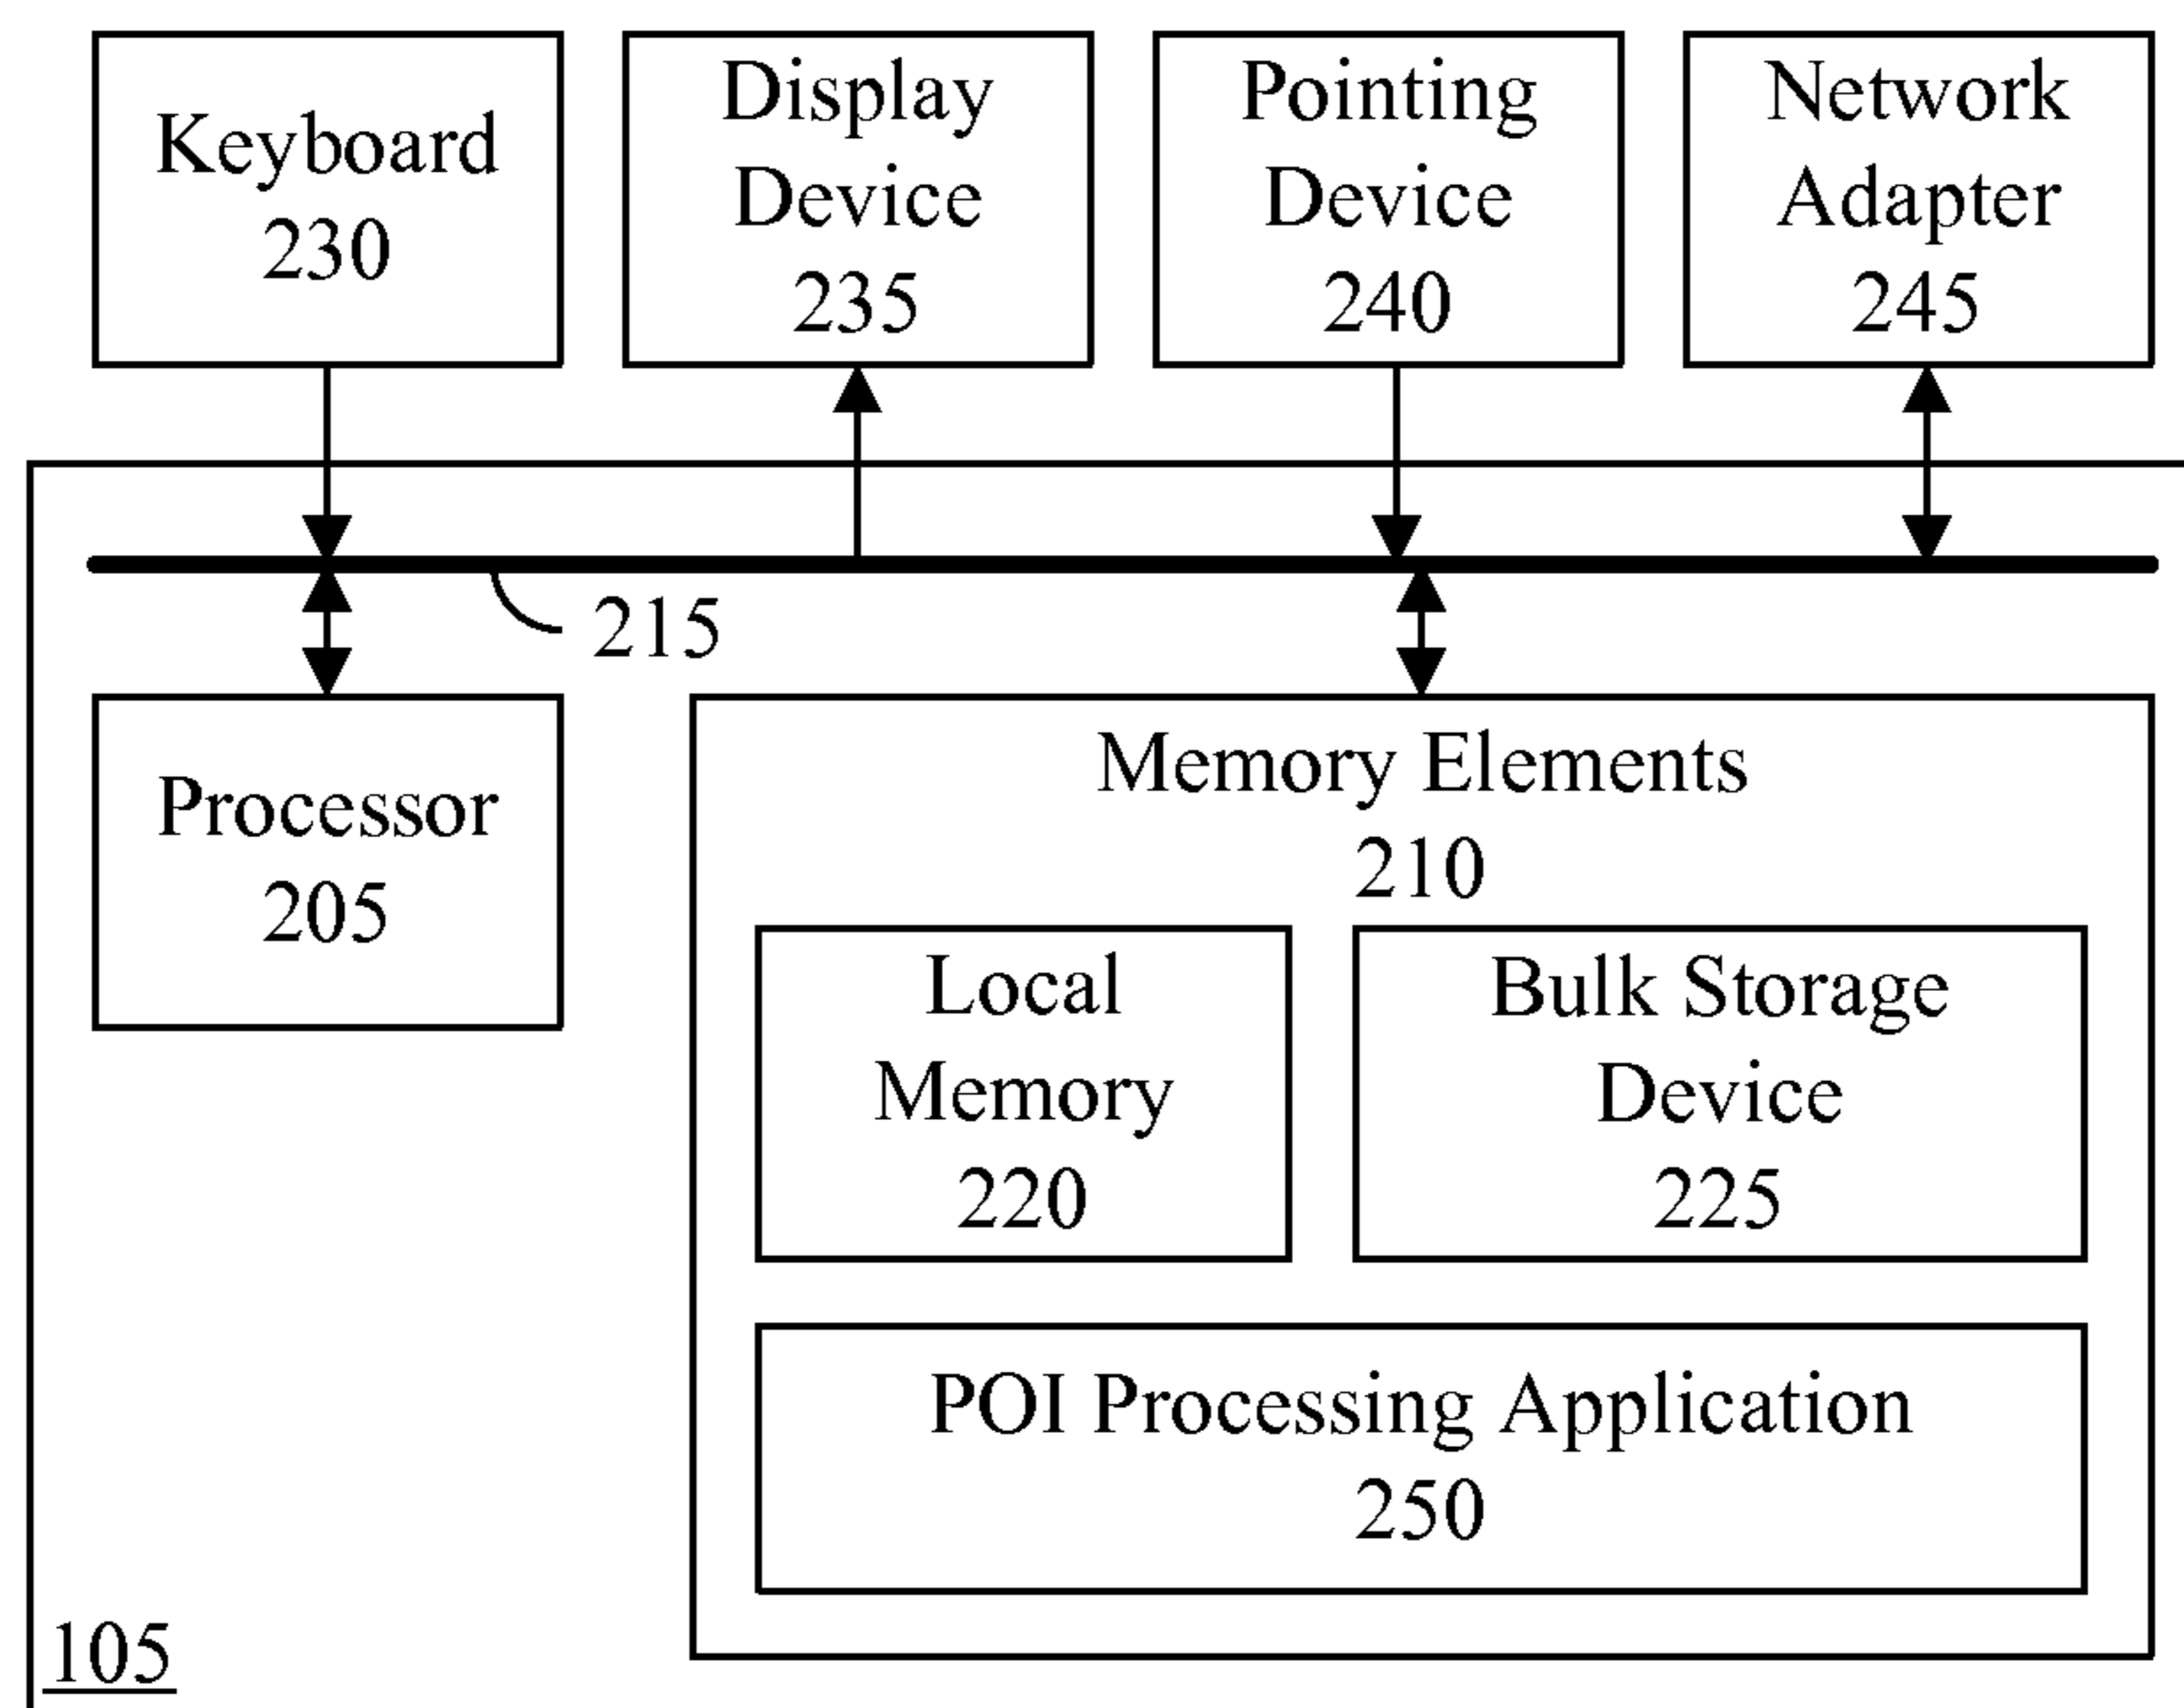 Keyboard
230
Display
Device
235
Pointing
Device
240
Network
Adapter
245
215
Processor
205
Memory Elements
210
Local
Memory
220
Bulk Storage
Device
225
POI Processing Application
250
105